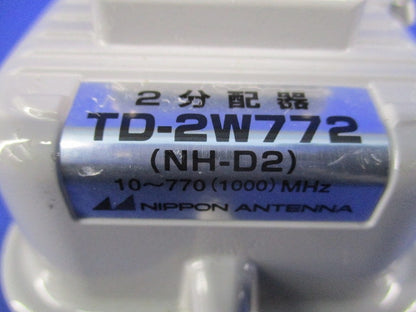 2分配器
TD-2W772
(NH-D2)
10～770(1000)MHz
NIPPON ANTENNA